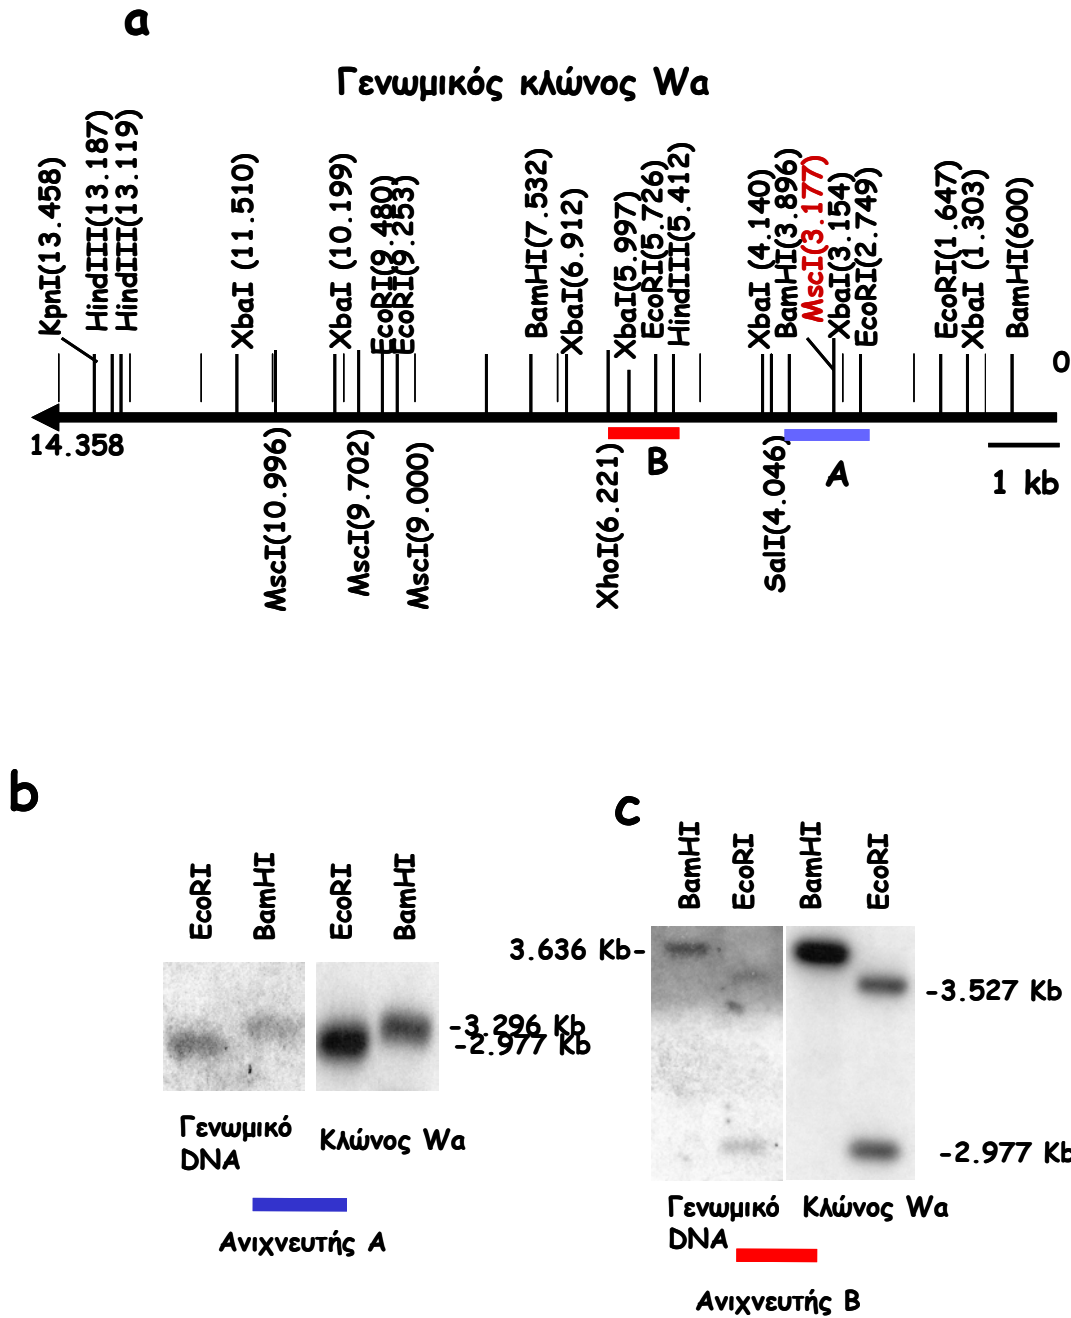 a
Γενωμικός κλώνος Wa
KpnI(13.458)
HindIII(13.187)
HindIII(13.119)
XbaI (11.510)
XbaI (10.199)
EcoRI(9.480)
EcoRI(9.253)
BamHI(7.532)
XbaI(6.912)
XbaI(5.997)
EcoRI(5.726)
HindIII(5.412)
XbaI (4.140)
BamHI(3.896)
MscI(3.177)
XbaI(3.154)
EcoRI(2.749)
EcoRI(1.647)
XbaI (1.303)
BamHI(600)
0
14.358
MscI(10.996)
MscI(9.702)
MscI(9.000)
XhoI(6.221)
B
SalI(4.046)
A
1 kb
b
EcoRI
BamHI
EcoRI
BamHI
-3.296 Kb
-2.977 Kb
Γενωμικό
DNA
Κλώνος Wa
Ανιχνευτής A
c
BamHI
EcoRI
BamHI
EcoRI
3.636 Kb-
-3.527 Kb
-2.977 Kb
Γενωμικό
DNA
Κλώνος Wa
Ανιχνευτής B